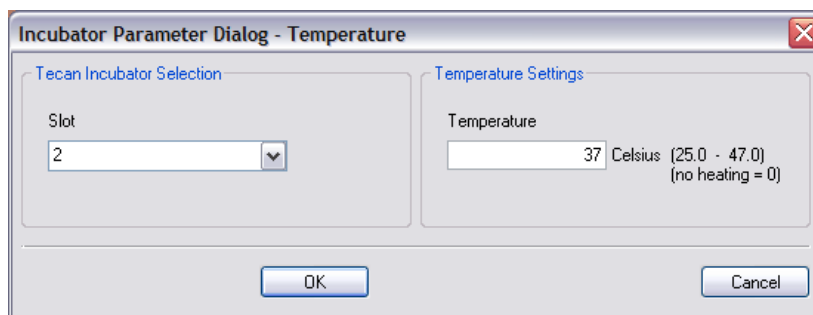 Incubator Parameter Dialog - Temperature
Tecan Incubator Selection
Temperature Settings
Slot
Temperature
2
37 Celsius (25.0 - 47.0)
(no heating = 0)
OK
Cancel